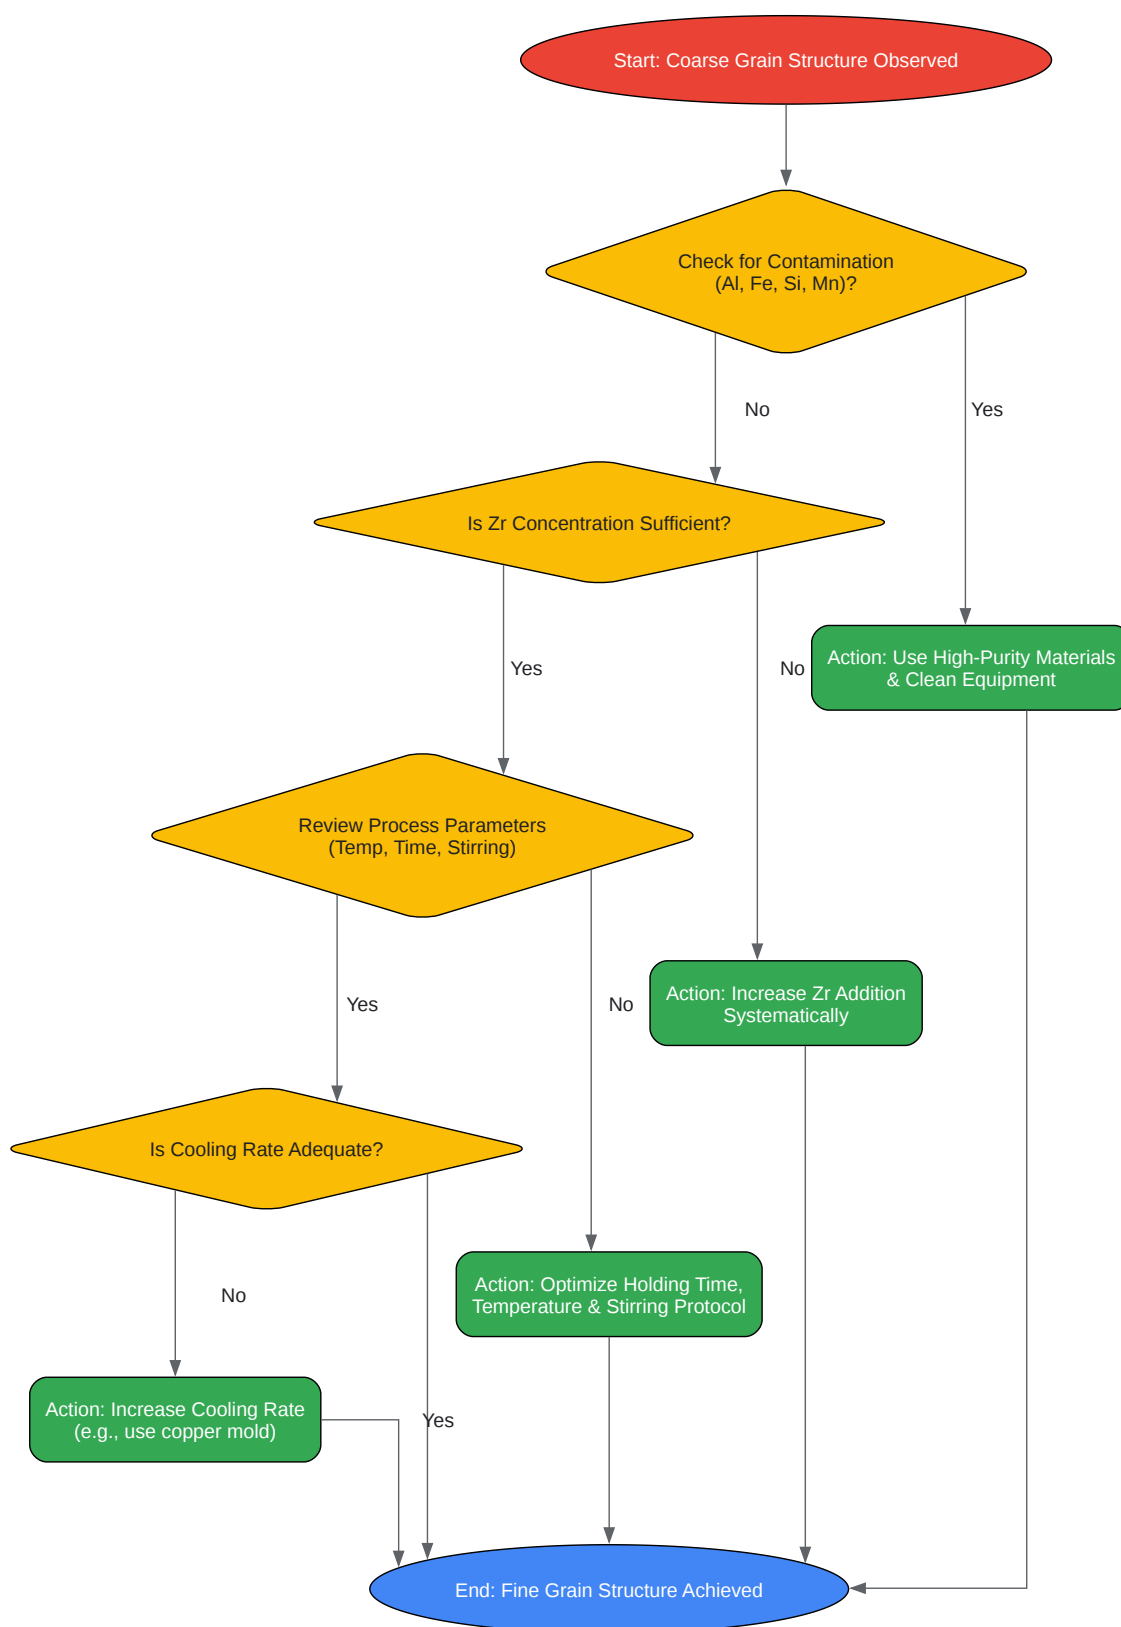 Start: Coarse Grain Structure Observed
Check for Contamination
(Al, Fe, Si, Mn)?
No
Yes
Is Zr Concentration Sufficient?
Action: Use High-Purity Materials
& Clean Equipment
Yes
No
Review Process Parameters
(Temp, Time, Stirring)
Action: Increase Zr Addition
Systematically
Yes
No
Is Cooling Rate Adequate?
Action: Optimize Holding Time,
Temperature & Stirring Protocol
No
Action: Increase Cooling Rate
(e.g., use copper mold)
Yes
End: Fine Grain Structure Achieved